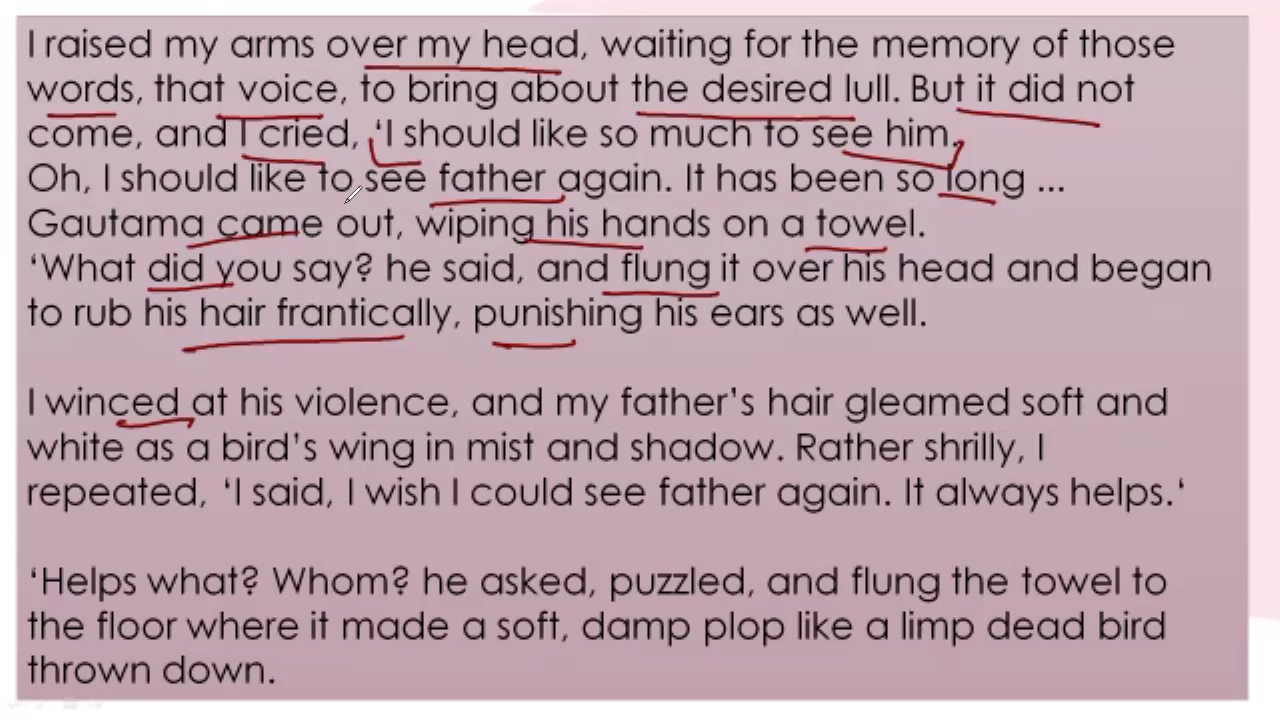 I raised my arms over my head, waiting for the memory of those
words, that voice, to bring about the desired lull. But it did not
come, and I cried, ‘I should like so much to see him.
Oh, I should like to see father again. It has been so long ...
Gautama came out, wiping his hands on a towel.
‘What did you say? he said, and flung it over his head and began
to rub his hair frantically, punishing his ears as well.
I winced at his violence, and my father’s hair gleamed soft and
white as a bird’s wing in mist and shadow. Rather shrilly, I
repeated, ‘I said, I wish I could see father again. It always helps.‘
‘Helps what? Whom? he asked, puzzled, and flung the towel to
the floor where it made a soft, damp plop like a limp dead bird
thrown down.